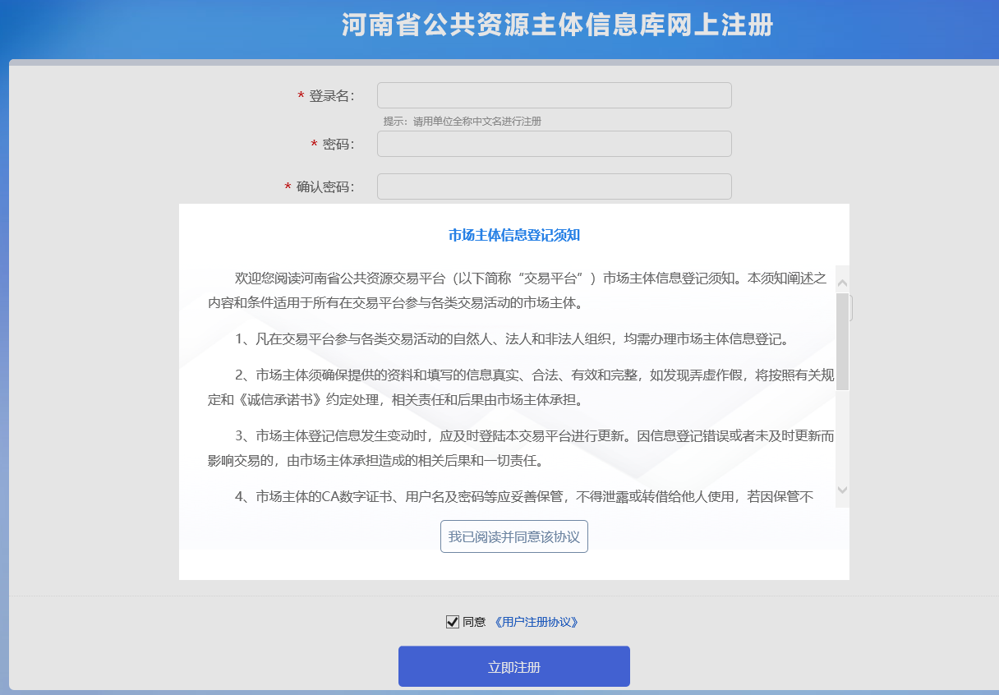 河南省公共资源主体信息库网上注册
* 登录名：
提示：请用单位全称中文名进行注册
* 密码：
* 确认密码：
市场主体信息登记须知
欢迎您阅读河南省公共资源交易平台（以下简称“交易平台”）市场主体信息登记须知。本须知阐述之
内容和条件适用于所有在交易平台参与各类交易活动的市场主体。
1、凡在交易平台参与各类交易活动的自然人、法人和非法人组织，均需办理市场主体信息登记。
2、市场主体须确保提供的资料和填写的信息真实、合法、有效和完整，如发现弄虚作假，将按照有关规
定和《诚信承诺书》约定处理，相关责任和后果由市场主体承担。
3、市场主体登记信息发生变动时，应及时登陆本交易平台进行更新。因信息登记错误或者未及时更新而
影响交易的，由市场主体承担造成的相关后果和一切责任。
4、市场主体的CA数字证书、用户名及密码等应妥善保管，不得泄露或转借给他人使用，若因保管不
我已阅读并同意该协议
同意 《用户注册协议》
立即注册